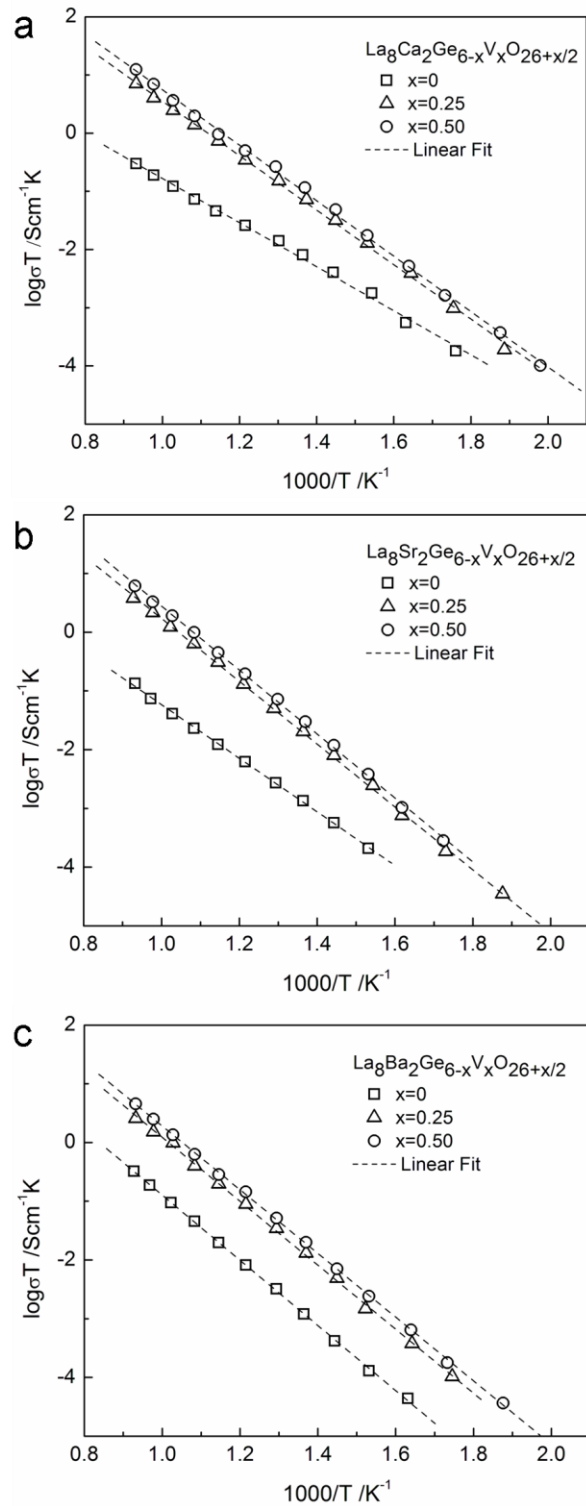 a
La8Ca2Ge6-xVxO26+x/2
x=0
x=0.25
x=0.50
Linear Fit
2
0
-2
-4
logσT /Scm-1K
0.8 1.0 1.2 1.4 1.6 1.8 2.0
1000/T /K-1
b
La8Sr2Ge6-xVxO26+x/2
x=0
x=0.25
x=0.50
Linear Fit
2
0
-2
-4
logσT /Scm-1K
0.8 1.0 1.2 1.4 1.6 1.8 2.0
1000/T /K-1
c
La8Ba2Ge6-xVxO26+x/2
x=0
x=0.25
x=0.50
Linear Fit
2
0
-2
-4
logσT /Scm-1K
0.8 1.0 1.2 1.4 1.6 1.8 2.0
1000/T /K-1